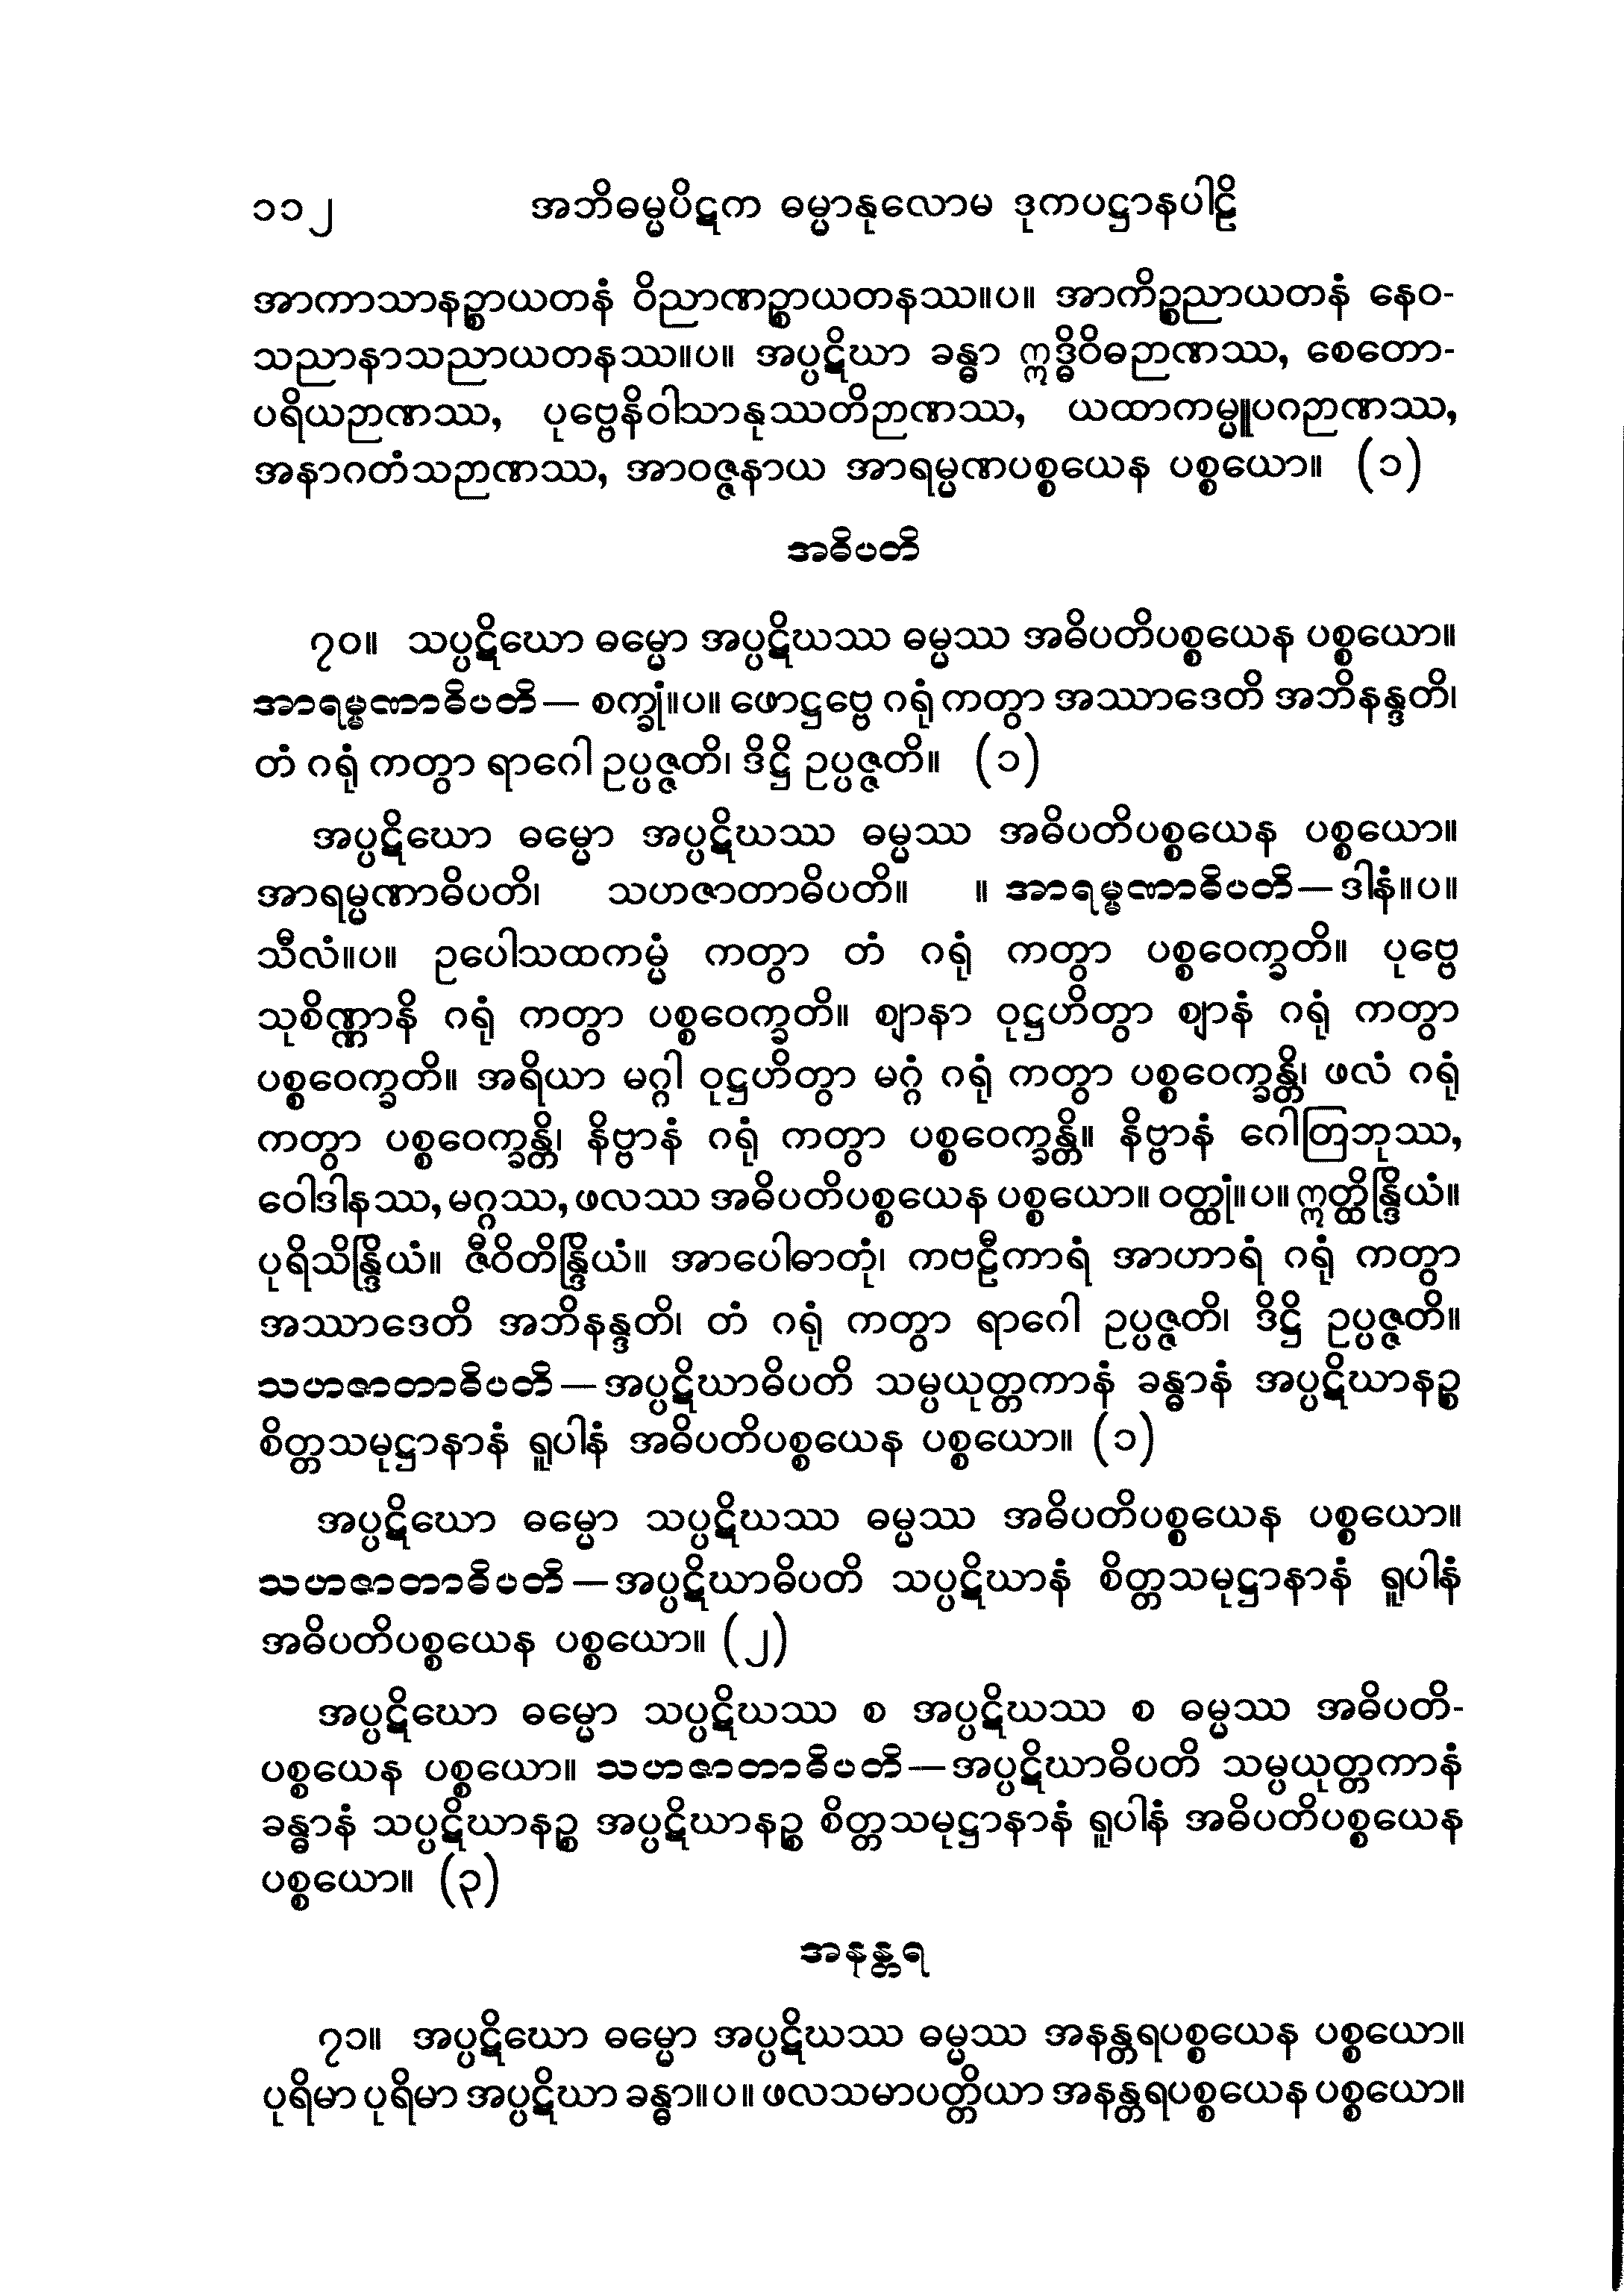 ၁၁၂ အဘိဓမ္မပိဋက ဓမ္မာနုလောမ ဒုကပဋ္ဌာနပါဠိ
အာကာသာနဉ္စာယတနံ ဝိညာဏဉ္စာယတနဿ။ပ။ အာကိဉ္စညာယတနံ နေဝ-
သညာနာသညာယတနဿ။ပ။ အပ္ပဋိဃာ ခန္ဓာ ဣဒ္ဓိဝိဓဉာဏဿ, စေတော-
ပရိယဉာဏဿ, ပုဗ္ဗေနိဝါသာနုဿတိဉာဏဿ, ယထာကမ္မူပဂဉာဏဿ,
အနာဂတံသဉာဏဿ, အာဝဇ္ဇနာယ အာရမ္မဏပစ္စယေန ပစ္စယော။ (၁)
အဓိပတိ
၇၀။ သပ္ပဋိဃော ဓမ္မော အပ္ပဋိဃဿ ဓမ္မဿ အဓိပတိပစ္စယေန ပစ္စယော။
အာရမ္မဏာဓိပတိ— စက္ခုံ။ပ။ ဖောဋ္ဌဗ္ဗေ ဂရုံ ကတွာ အဿာဒေတိ အဘိနန္ဒတိ၊
တံ ဂရုံ ကတွာ ရာဂေါ ဥပ္ပဇ္ဇတိ၊ ဒိဋ္ဌိ ဥပ္ပဇ္ဇတိ။ (၁)
အပ္ပဋိဃော ဓမ္မော အပ္ပဋိဃဿ ဓမ္မဿ အဓိပတိပစ္စယေန ပစ္စယော။
အာရမ္မဏာဓိပတိ၊ သဟဇာတာဓိပတိ။ ။ အာရမ္မဏာဓိပတိ—ဒါနံ။ပ။
သီလံ။ပ။ ဥပေါသထကမ္မံ ကတွာ တံ ဂရုံ ကတွာ ပစ္စဝေက္ခတိ။ ပုဗ္ဗေ
သုစိဏ္ဏာနိ ဂရုံ ကတွာ ပစ္စဝေက္ခတိ။ ဈာနာ ဝုဋ္ဌဟိတွာ ဈာနံ ဂရုံ ကတွာ
ပစ္စဝေက္ခတိ။ အရိယာ မဂ္ဂါ ဝုဋ္ဌဟိတွာ မဂ္ဂံ ဂရုံ ကတွာ ပစ္စဝေက္ခန္တိ၊ ဖလံ ဂရုံ
ကတွာ ပစ္စဝေက္ခန္တိ၊ နိဗ္ဗာနံ ဂရုံ ကတွာ ပစ္စဝေက္ခန္တိ။ နိဗ္ဗာနံ ဂေါတြဘုဿ,
ဝေါဒါနဿ, မဂ္ဂဿ, ဖလဿ အဓိပတိပစ္စယေန ပစ္စယော။ ဝတ္ထုံ။ပ။ ဣတ္ထိန္ဒြိယံ။
ပုရိသိန္ဒြိယံ။ ဇီဝိတိန္ဒြိယံ။ အာပေါဓာတုံ၊ ကဗဠီကာရံ အာဟာရံ ဂရုံ ကတွာ
အဿာဒေတိ အဘိနန္ဒတိ၊ တံ ဂရုံ ကတွာ ရာဂေါ ဥပ္ပဇ္ဇတိ၊ ဒိဋ္ဌိ ဥပ္ပဇ္ဇတိ။
သဟဇာတာဓိပတိ—အပ္ပဋိဃာဓိပတိ သမ္ပယုတ္တကာနံ ခန္ဓာနံ အပ္ပဋိဃာနဉ္စ
စိတ္တသမုဋ္ဌာနာနံ ရူပါနံ အဓိပတိပစ္စယေန ပစ္စယော။ (၁)
အပ္ပဋိဃော ဓမ္မော သပ္ပဋိဃဿ ဓမ္မဿ အဓိပတိပစ္စယေန ပစ္စယော။
သဟဇာတာဓိပတိ—အပ္ပဋိဃာဓိပတိ သပ္ပဋိဃာနံ စိတ္တသမုဋ္ဌာနာနံ ရူပါနံ
အဓိပတိပစ္စယေန ပစ္စယော။ (၂)
အပ္ပဋိဃော ဓမ္မော သပ္ပဋိဃဿ စ အပ္ပဋိဃဿ စ ဓမ္မဿ အဓိပတိ-
ပစ္စယေန ပစ္စယော။ သဟဇာတာဓိပတိ—အပ္ပဋိဃာဓိပတိ သမ္ပယုတ္တကာနံ
ခန္ဓာနံ သပ္ပဋိဃာနဉ္စ အပ္ပဋိဃာနဉ္စ စိတ္တသမုဋ္ဌာနာနံ ရူပါနံ အဓိပတိပစ္စယေန
ပစ္စယော။ (၃)
အနန္တရ
၇၁။ အပ္ပဋိဃော ဓမ္မော အပ္ပဋိဃဿ ဓမ္မဿ အနန္တရပစ္စယေန ပစ္စယော။
ပုရိမာ ပုရိမာ အပ္ပဋိဃာ ခန္ဓာ။ပ။ ဖလသမာပတ္တိယာ အနန္တရပစ္စယေန ပစ္စယော။